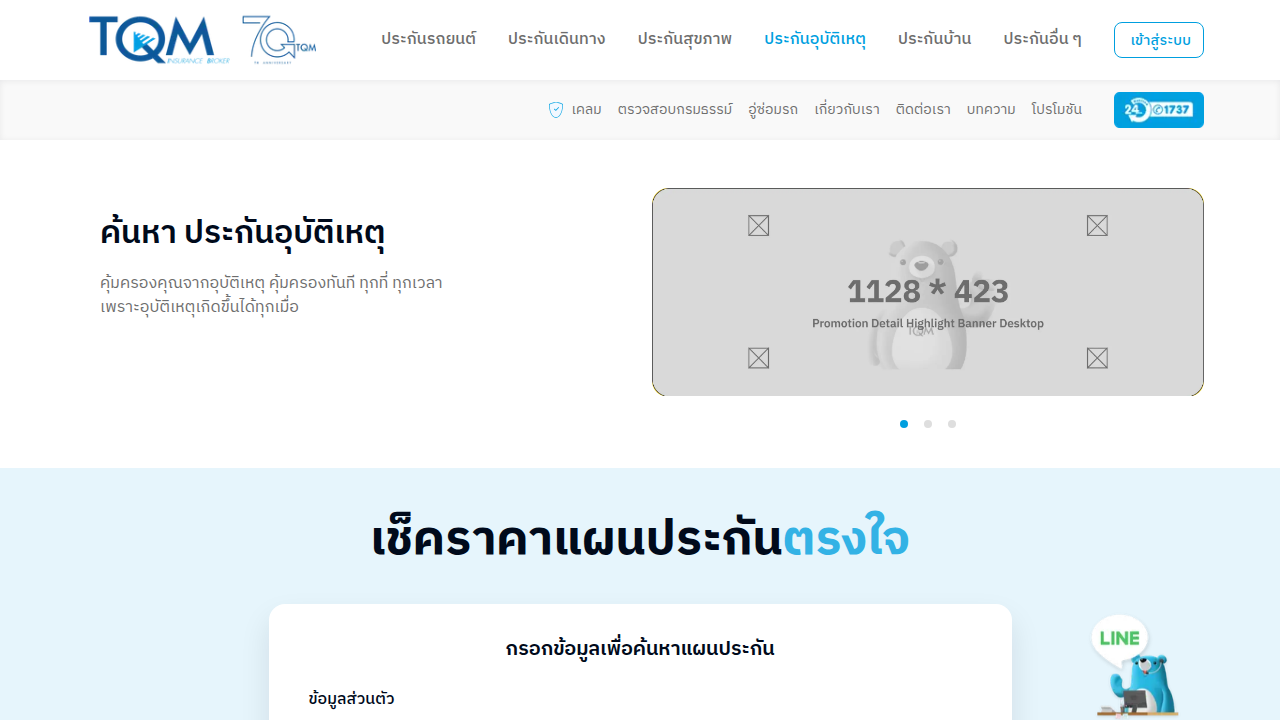 TQM
INSURANCE BROKER
70 TQM
70 ANNIVERSARY
ประกันรถยนต์
ประกันเดินทาง
ประกันสุขภาพ
ประกันอุบัติเหตุ
ประกันบ้าน
ประกันอื่น ๆ
เข้าสู่ระบบ
เคลม
ตรวจสอบกรมธรรม์
อู่ซ่อมรถ
เกี่ยวกับเรา
ติดต่อเรา
บทความ
โปรโมชัน
24 1737
ค้นหา ประกันอุบัติเหตุ
คุ้มครองคุณจากอุบัติเหตุ คุ้มครองทันที ทุกที่ ทุกเวลา
เพราะอุบัติเหตุเกิดขึ้นได้ทุกเมื่อ
1128 * 423
Promotion Detail Highlight Banner Desktop
TQM
เช็คราคาแผนประกันตรงใจ
กรอกข้อมูลเพื่อค้นหาแผนประกัน
ข้อมูลส่วนตัว
LINE